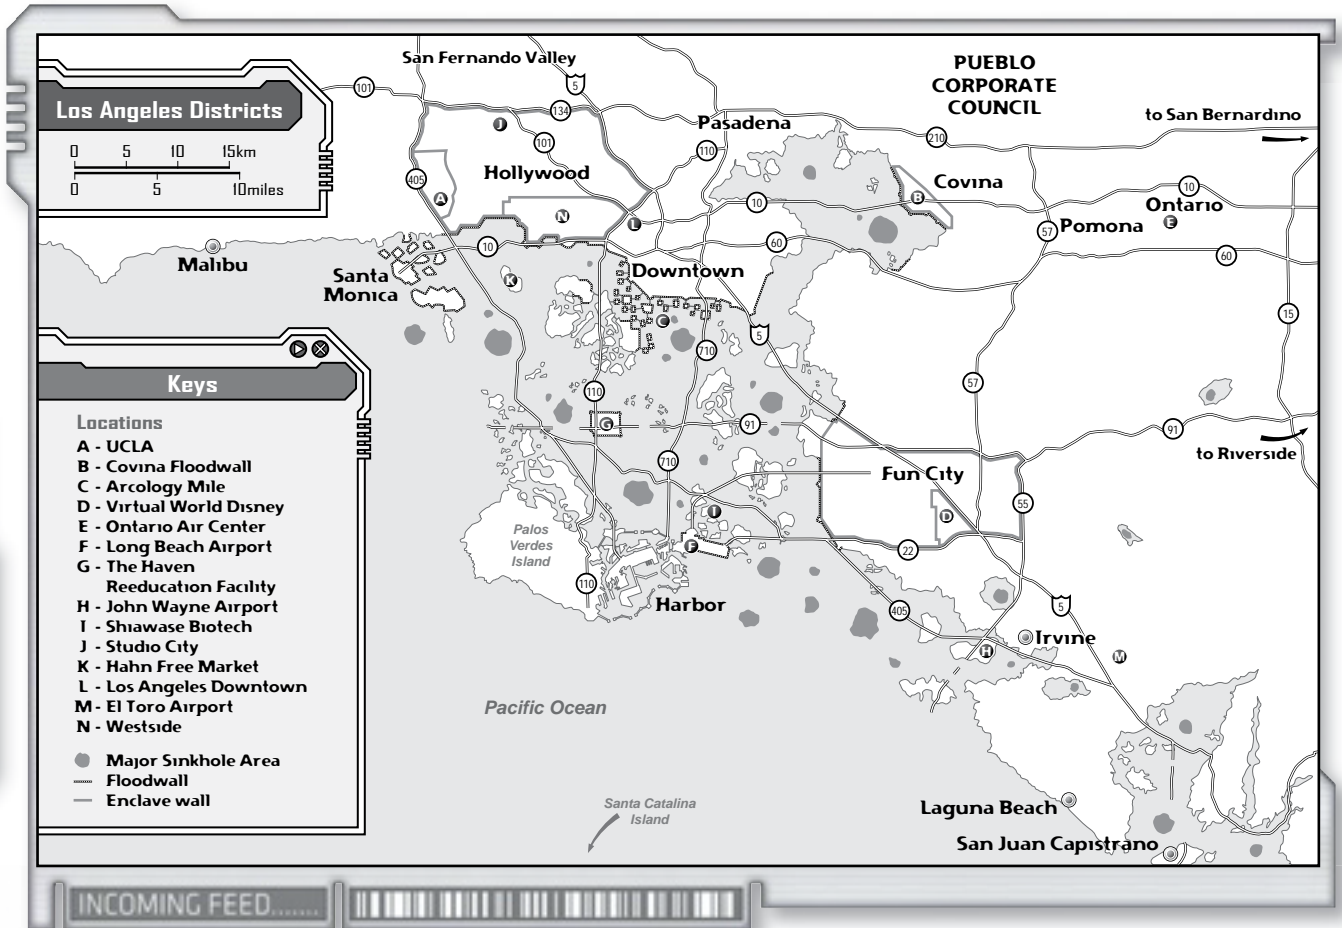 San Fernando Valley
PUEBLO
CORPORATE
COUNCIL
Los Angeles Districts
0 5 10 15km
0 5 10miles
101
5
134
J
101
Pasadena
110
210
to San Bernardino
Hollywood
405
A
N
L
10
B
Covina
10
Ontario
E
57
Pomona
Malibu
10
60
60
Santa
Monica
K
Downtown
C
5
710
15
110
57
G
91
91
to Riverside
710
Fun City
55
I
D
Palos
Verdes
Island
F
22
110
Harbor
405
5
H
Irvine
M
Pacific Ocean
Santa Catalina
Island
Laguna Beach
San Juan Capistrano
Keys
Locations
A - UCLA
B - Covina Floodwall
C - Arcology Mile
D - Virtual World Disney
E - Ontario Air Center
F - Long Beach Airport
G - The Haven
Reeducation Facility
H - John Wayne Airport
I - Shiawase Biotech
J - Studio City
K - Hahn Free Market
L - Los Angeles Downtown
M - El Toro Airport
N - Westside
Major Sinkhole Area
Floodwall
Enclave wall
INCOMING FEED.......